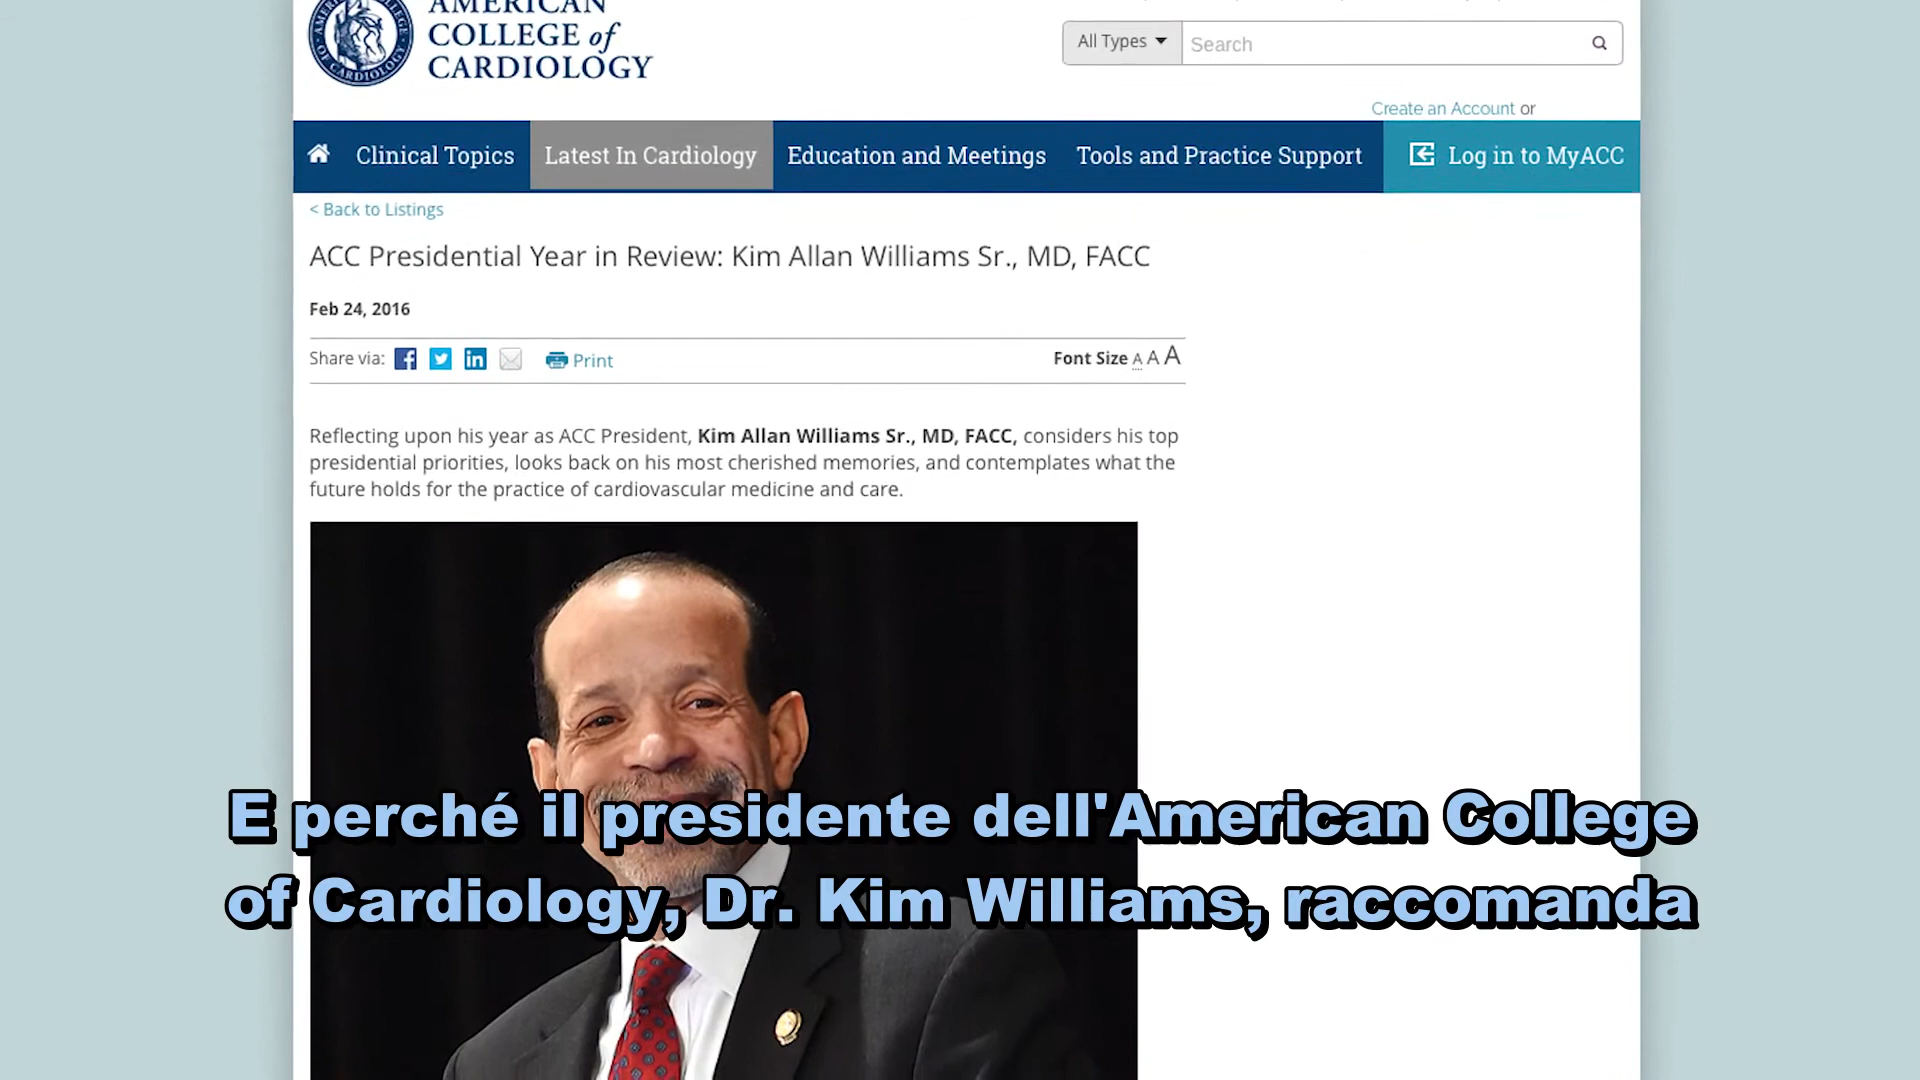 AMERICAN
COLLEGE of
CARDIOLOGY
AMERICAN COLLEGE OF CARDIOLOGY
All Types
Search
Create an Account or
Clinical Topics
Latest In Cardiology
Education and Meetings
Tools and Practice Support
Log in to MyACC
< Back to Listings
ACC Presidential Year in Review: Kim Allan Williams Sr., MD, FACC
Feb 24, 2016
Share via:
Print
Font Size A A A
Reflecting upon his year as ACC President, Kim Allan Williams Sr., MD, FACC, considers his top
presidential priorities, looks back on his most cherished memories, and contemplates what the
future holds for the practice of cardiovascular medicine and care.
E perché il presidente dell'American College
of Cardiology, Dr. Kim Williams, raccomanda